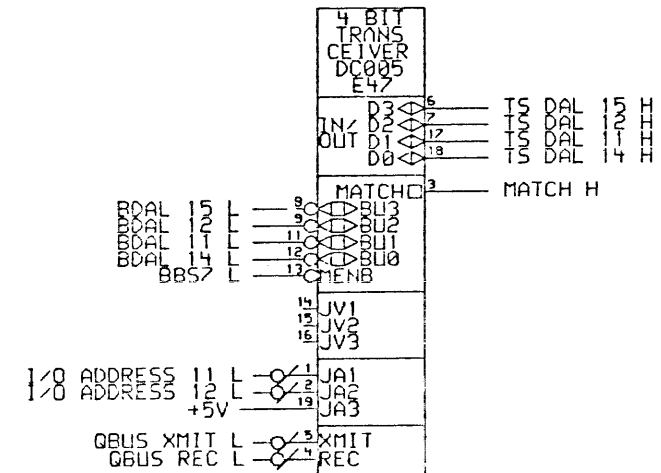 4 BIT
TRANS
CEIVER
DC005
E47
IN/
OUT
D3 6 TS DAL 15 H
D2 7 TS DAL 12 H
D1 17 TS DAL 11 H
D0 18 TS DAL 14 H
MATCH 3 MATCH H
BDAL 15 L 8 BU3
BDAL 12 L 9 BU2
BDAL 11 L 11 BU1
BDAL 14 L 12 BU0
BBS7 L 13 MENB
14 JV1
15 JV2
16 JV3
I/O ADDRESS 11 L 1 JA1
I/O ADDRESS 12 L 2 JA2
+5V 19 JA3
QBUS XMIT L 5 XMIT
QBUS REC L 4 REC